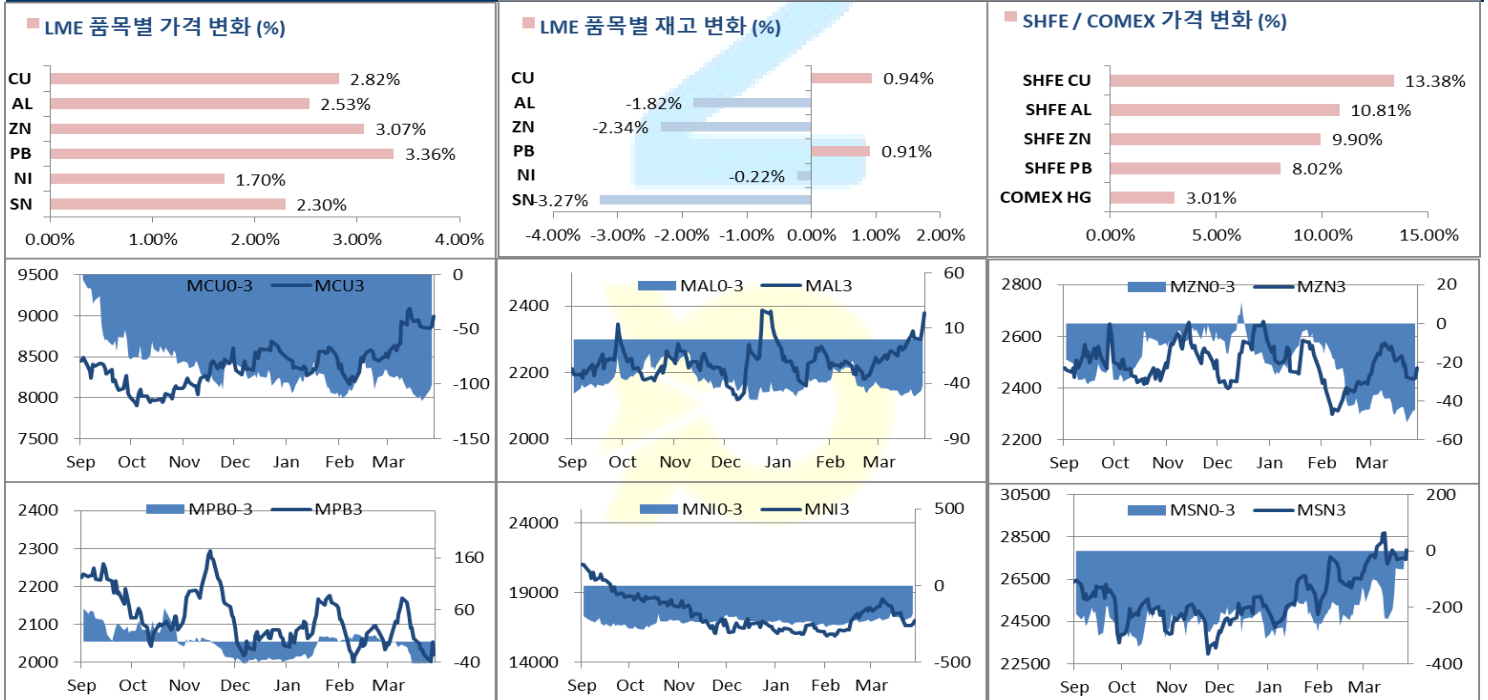 LME 품목별 가격 변화 (%)
CU 2.82%
AL 2.53%
ZN 3.07%
PB 3.36%
NI 1.70%
SN 2.30%
0.00% 1.00% 2.00% 3.00% 4.00%
LME 품목별 재고 변화 (%)
CU 0.94%
AL -1.82%
ZN -2.34%
PB 0.91%
NI -0.22%
SN -3.27%
-4.00% -3.00% -2.00% -1.00% 0.00% 1.00% 2.00%
SHFE / COMEX 가격 변화 (%)
SHFE CU 13.38%
SHFE AL 10.81%
SHFE ZN 9.90%
SHFE PB 8.02%
COMEX HG 3.01%
0.00% 5.00% 10.00% 15.00%
MCU0-3 MCU3
9500 0
9000 -50
8500
8000 -100
7500 -150
Sep Oct Nov Dec Jan Feb Mar
MAL0-3 MAL3
60
2400 10
2200 -40
2000 -90
Sep Oct Nov Dec Jan Feb Mar
MZN0-3 MZN3
2800 20
0
2600 -20
2400 -40
2200 -60
Sep Oct Nov Dec Jan Feb Mar
MPB0-3 MPB3
2400
2300 160
2200
2100 60
2000 -40
Sep Oct Nov Dec Jan Feb Mar
MNI0-3 MNI3
24000 500
19000 0
14000 -500
Sep Oct Nov Dec Jan Feb Mar
MSN0-3 MSN3
30500 200
28500 0
26500
24500 -200
22500 -400
Sep Oct Nov Dec Jan Feb Mar